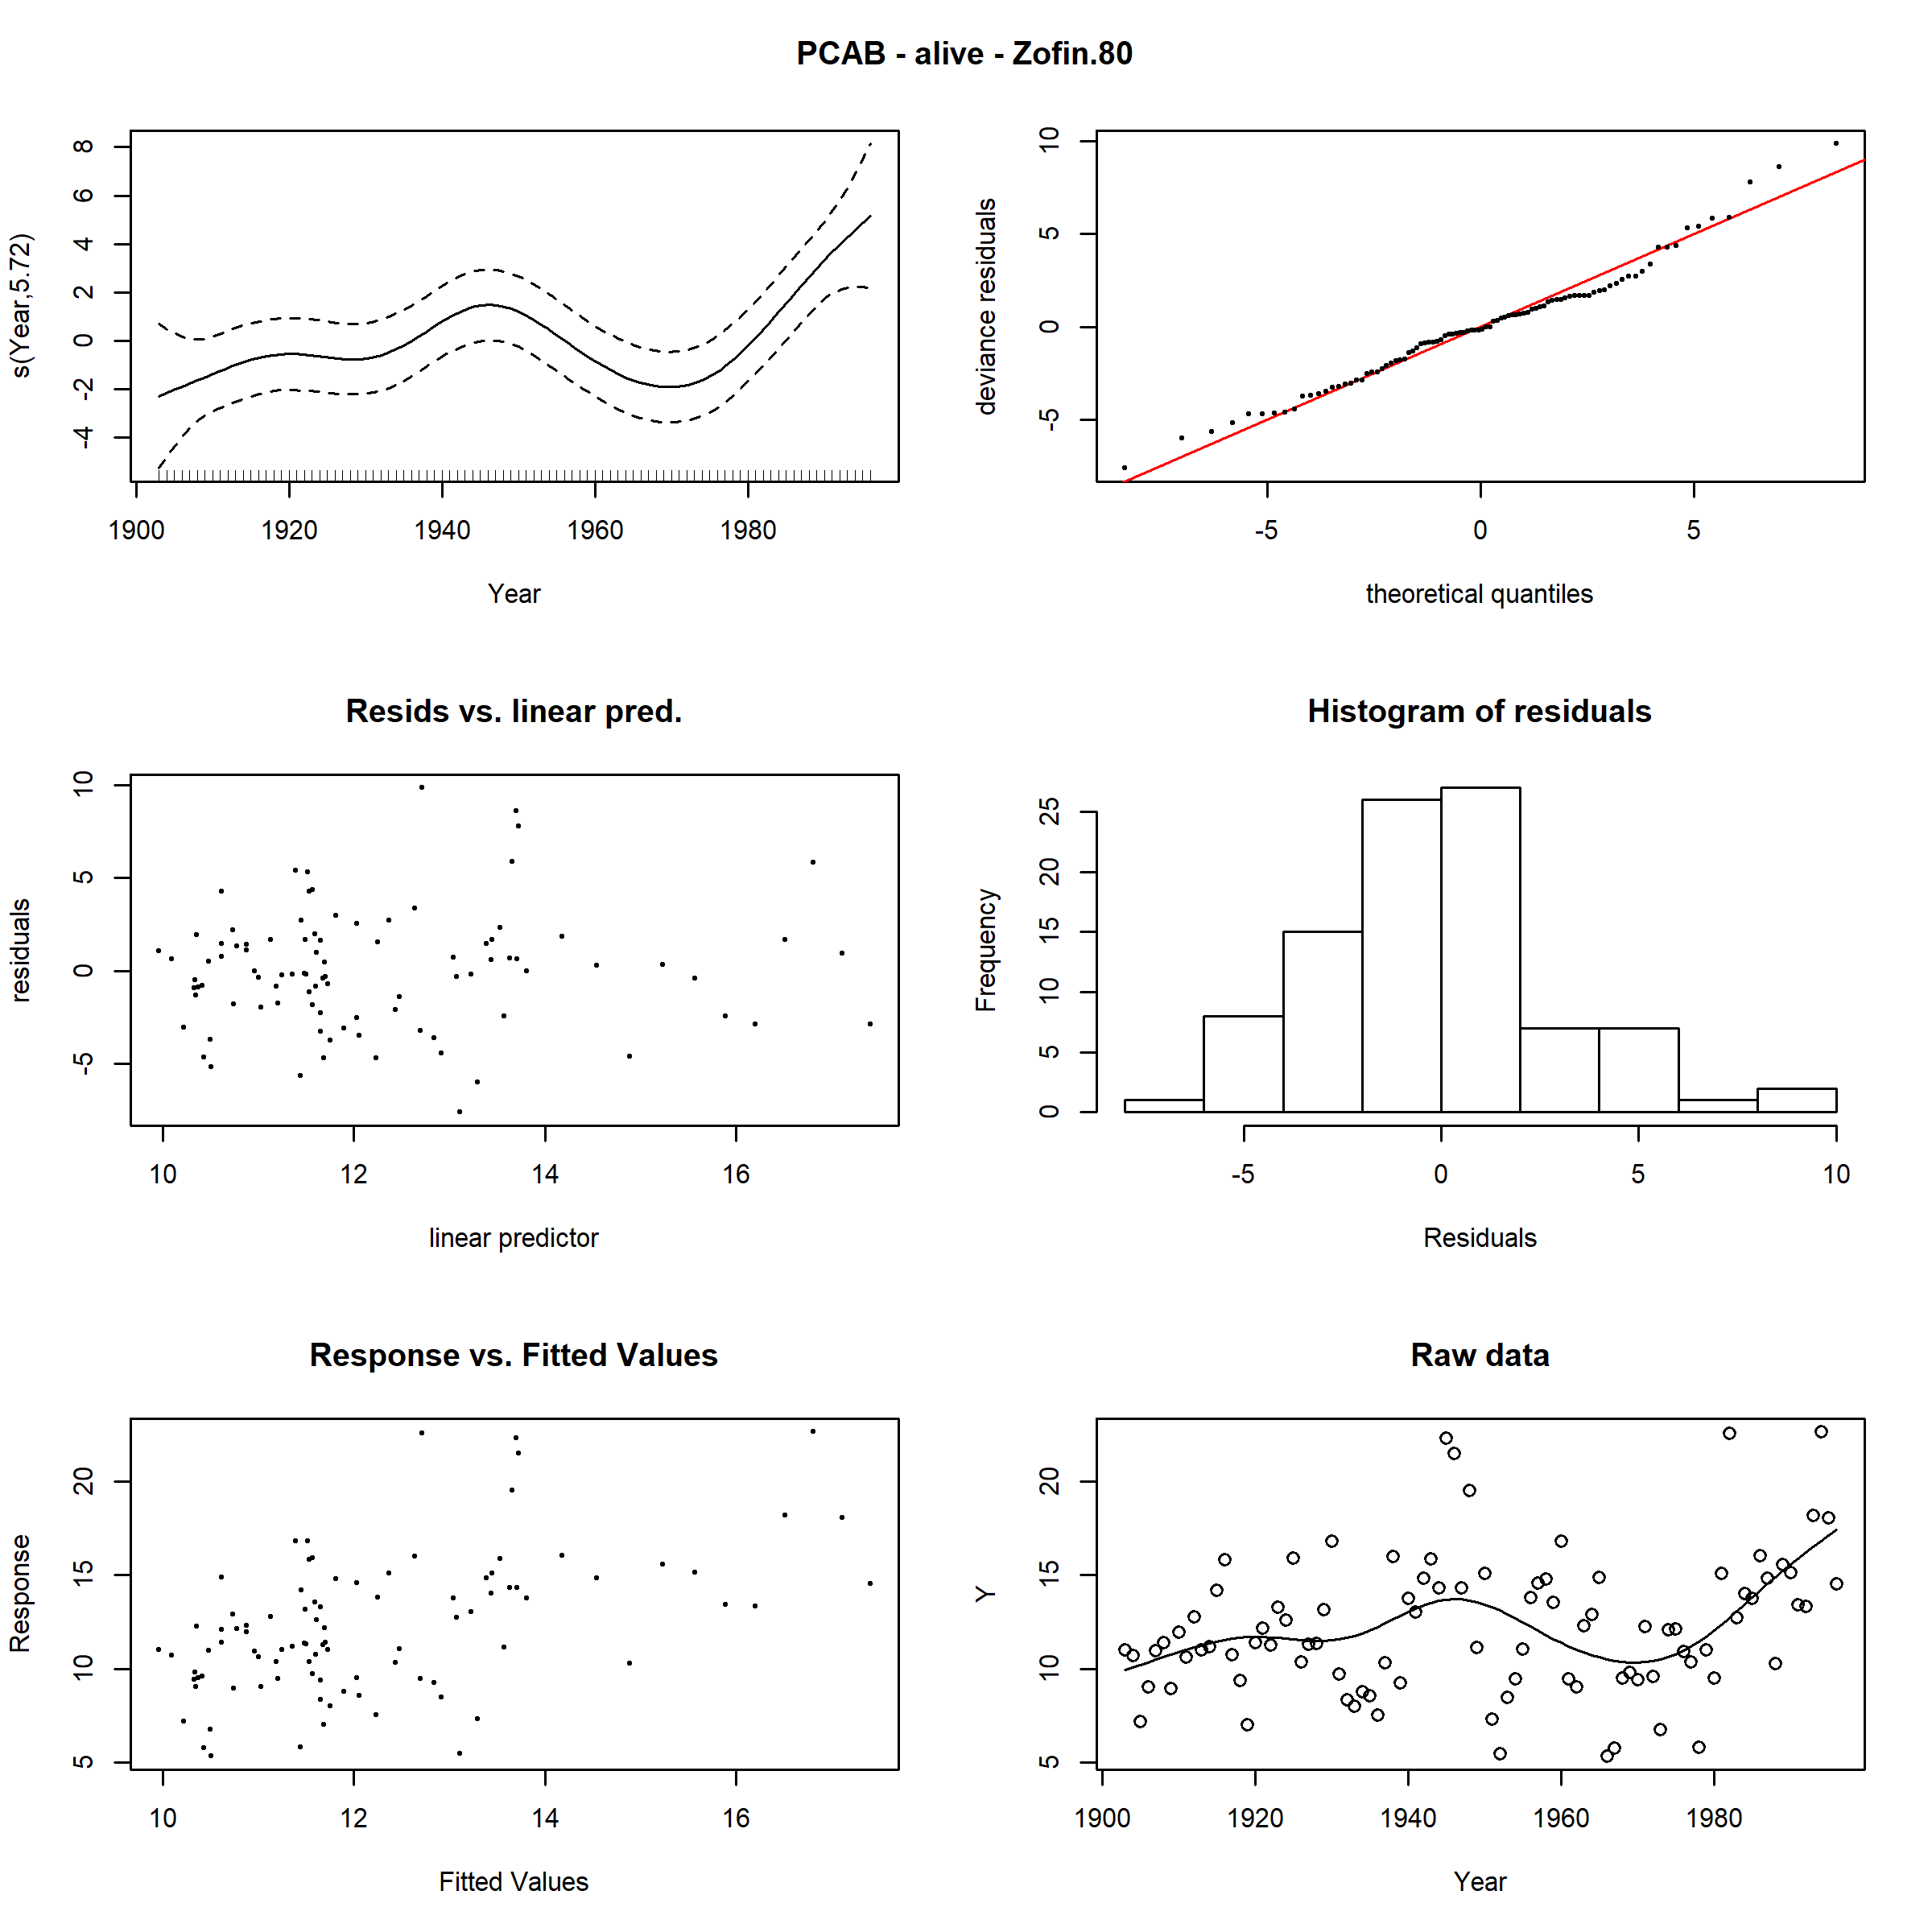 PCAB - alive - Zofin.80
s(Year,5.72)
8
6
4
2
0
-2
-4
1900 1920 1940 1960 1980
Year
deviance residuals
10
5
0
-5
-5 0 5
theoretical quantiles
Resids vs. linear pred.
residuals
10
5
0
-5
10 12 14 16
linear predictor
Histogram of residuals
Frequency
25
20
15
10
5
0
-5 0 5 10
Residuals
Response vs. Fitted Values
Response
20
15
10
5
10 12 14 16
Fitted Values
Raw data
Y
20
15
10
5
1900 1920 1940 1960 1980
Year